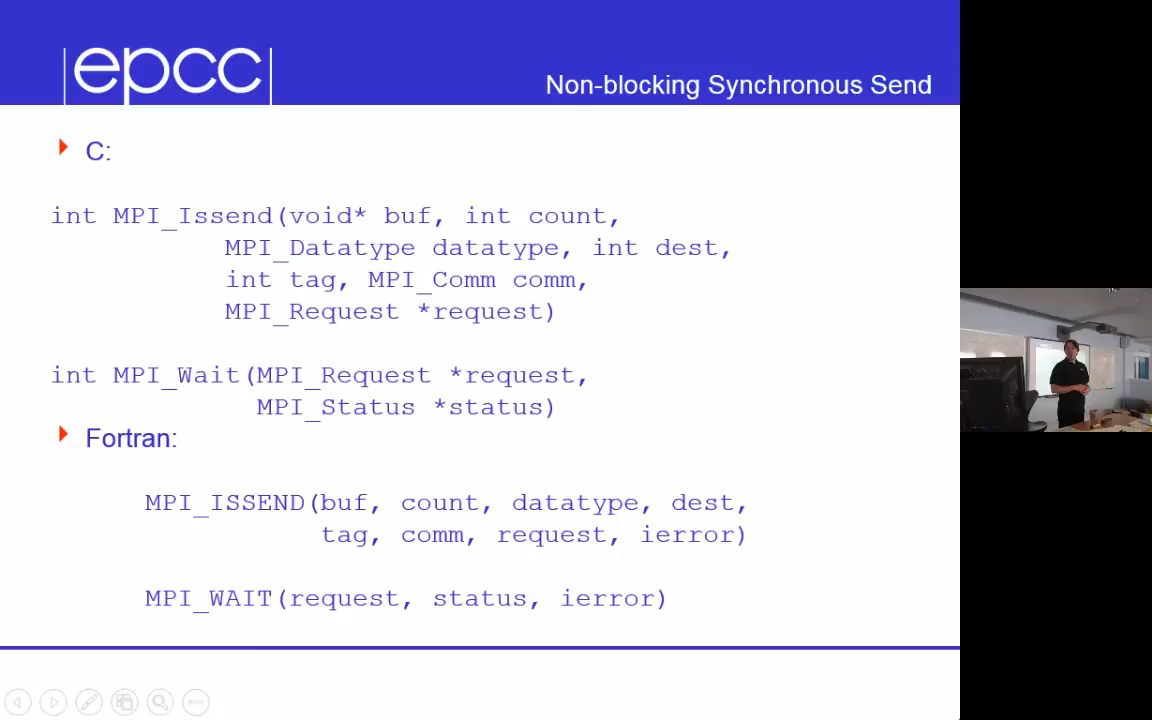 epcc
Non-blocking Synchronous Send
C:
int MPI_Issend(void* buf, int count,
MPI_Datatype datatype, int dest,
int tag, MPI_Comm comm,
MPI_Request *request)
int MPI_Wait(MPI_Request *request,
MPI_Status *status)
Fortran:
MPI_ISSEND(buf, count, datatype, dest,
tag, comm, request, ierror)
MPI_WAIT(request, status, ierror)